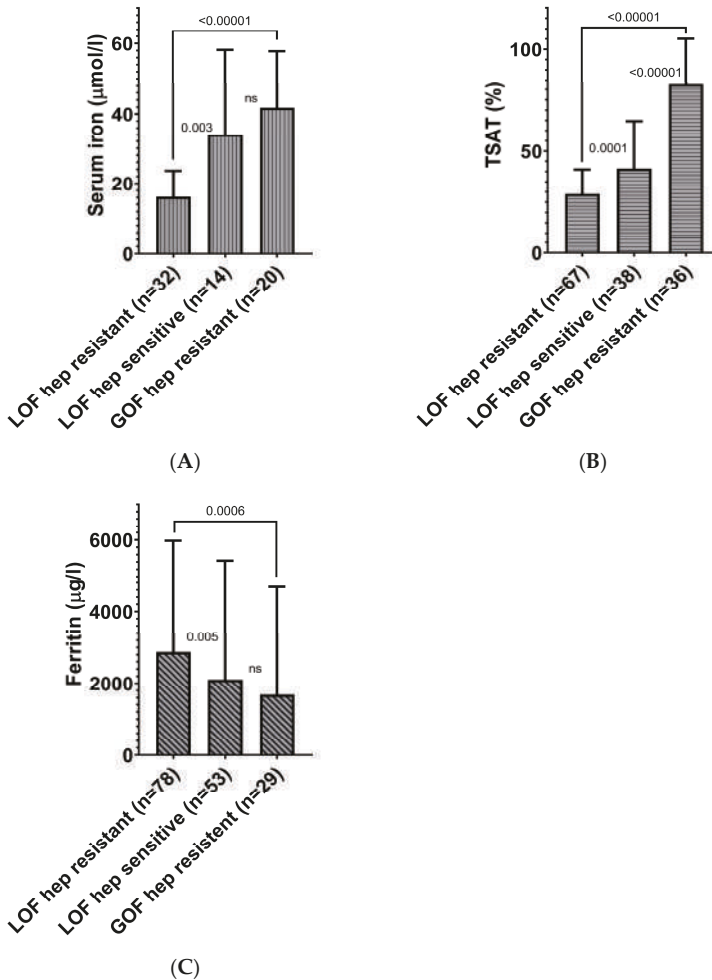 <0.00001
60
40
20
0
Serum iron (μmol/l)
0.003
ns
LOF hep resistant (n=32)
LOF hep sensitive (n=14)
GOF hep resistant (n=20)
(A)
<0.00001
100
50
0
TSAT (%)
<0.00001
0.0001
LOF hep resistant (n=67)
LOF hep sensitive (n=38)
GOF hep resistant (n=36)
(B)
0.0006
6000
4000
2000
0
Ferritin (μg/l)
0.005
ns
LOF hep resistant (n=78)
LOF hep sensitive (n=53)
GOF hep resistent (n=29)
(C)